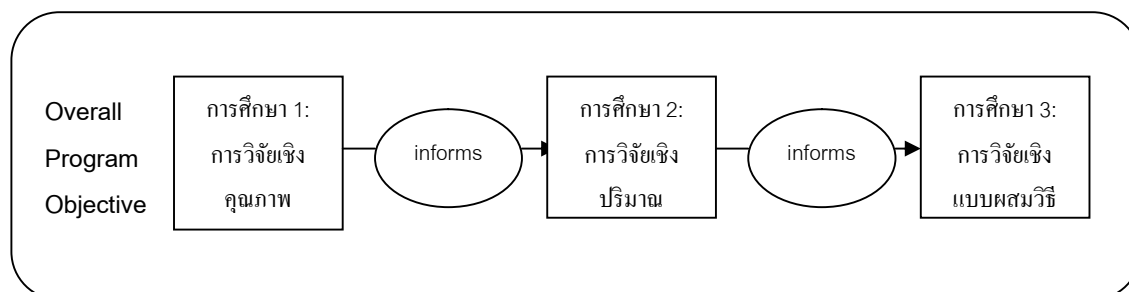 Overall
Program
Objective
การศึกษา 1:
การวิจัยเชิง
คุณภาพ
informs
การศึกษา 2:
การวิจัยเชิง
ปริมาณ
informs
การศึกษา 3:
การวิจัยเชิง
แบบผสมวิธี